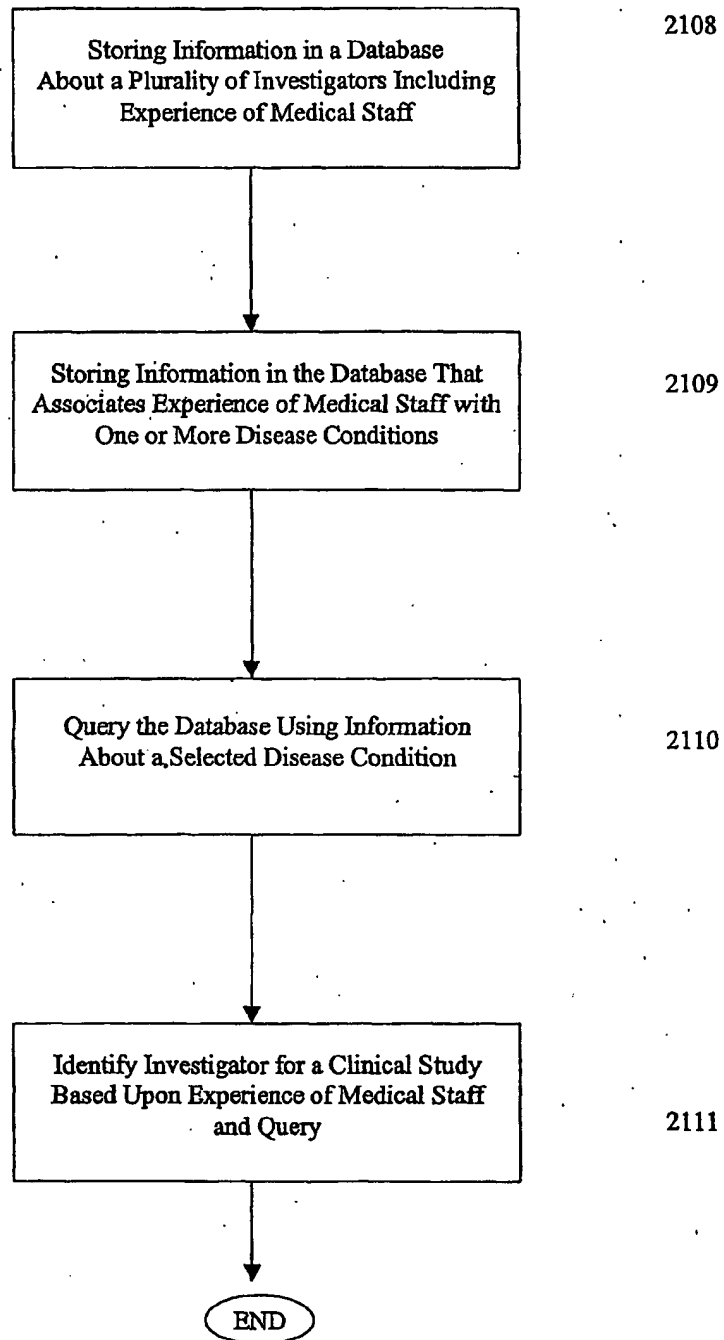 Storing Information in a Database
About a Plurality of Investigators Including
Experience of Medical Staff
2108
Storing Information in the Database That
Associates Experience of Medical Staff with
One or More Disease Conditions
2109
Query the Database Using Information
About a Selected Disease Condition
2110
Identify Investigator for a Clinical Study
Based Upon Experience of Medical Staff
and Query
2111
END